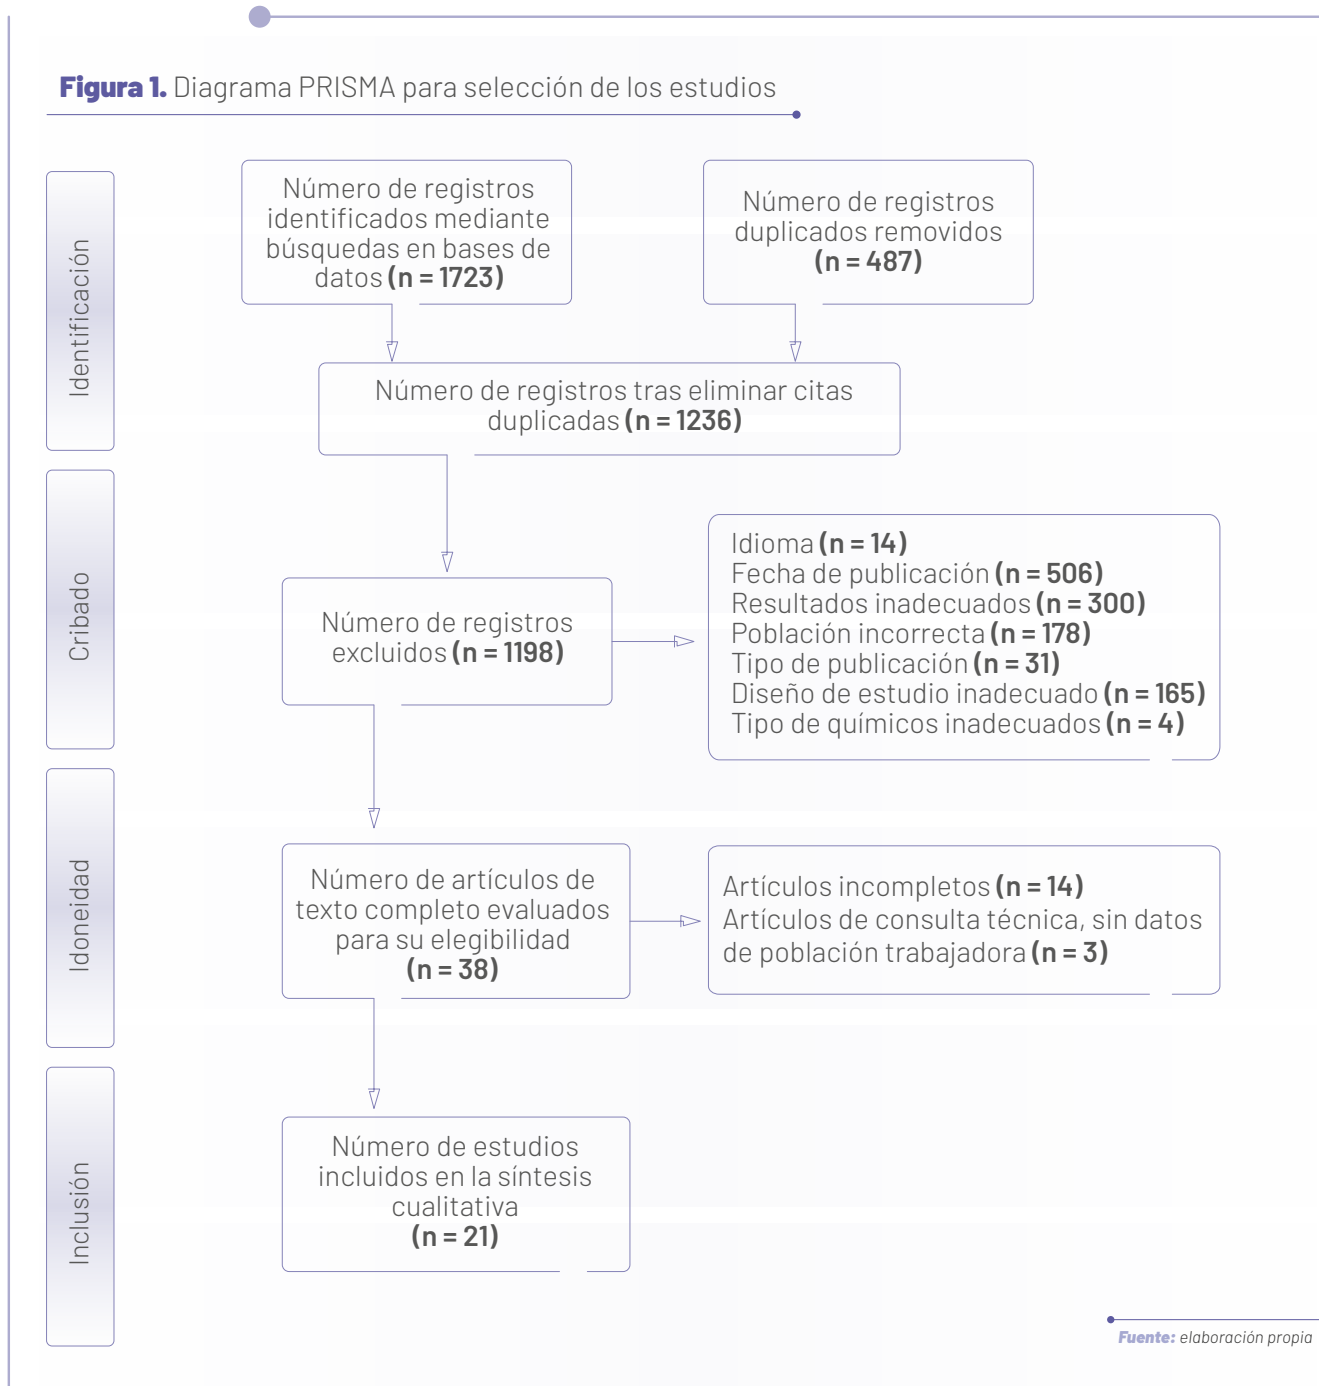 Figura 1. Diagrama PRISMA para selección de los estudios
Identificación
Número de registros
identificados mediante
búsquedas en bases de
datos (n = 1723)
Número de registros
duplicados removidos
(n = 487)
Número de registros tras eliminar citas
duplicadas (n = 1236)
Cribado
Número de registros
excluidos (n = 1198)
Idioma (n = 14)
Fecha de publicación (n = 506)
Resultados inadecuados (n = 300)
Población incorrecta (n = 178)
Tipo de publicación (n = 31)
Diseño de estudio inadecuado (n = 165)
Tipo de químicos inadecuados (n = 4)
Idoneidad
Número de artículos de
texto completo evaluados
para su elegibilidad
(n = 38)
Artículos incompletos (n = 14)
Artículos de consulta técnica, sin datos
de población trabajadora (n = 3)
Inclusión
Número de estudios
incluidos en la síntesis
cualitativa
(n = 21)
Fuente: elaboración propia